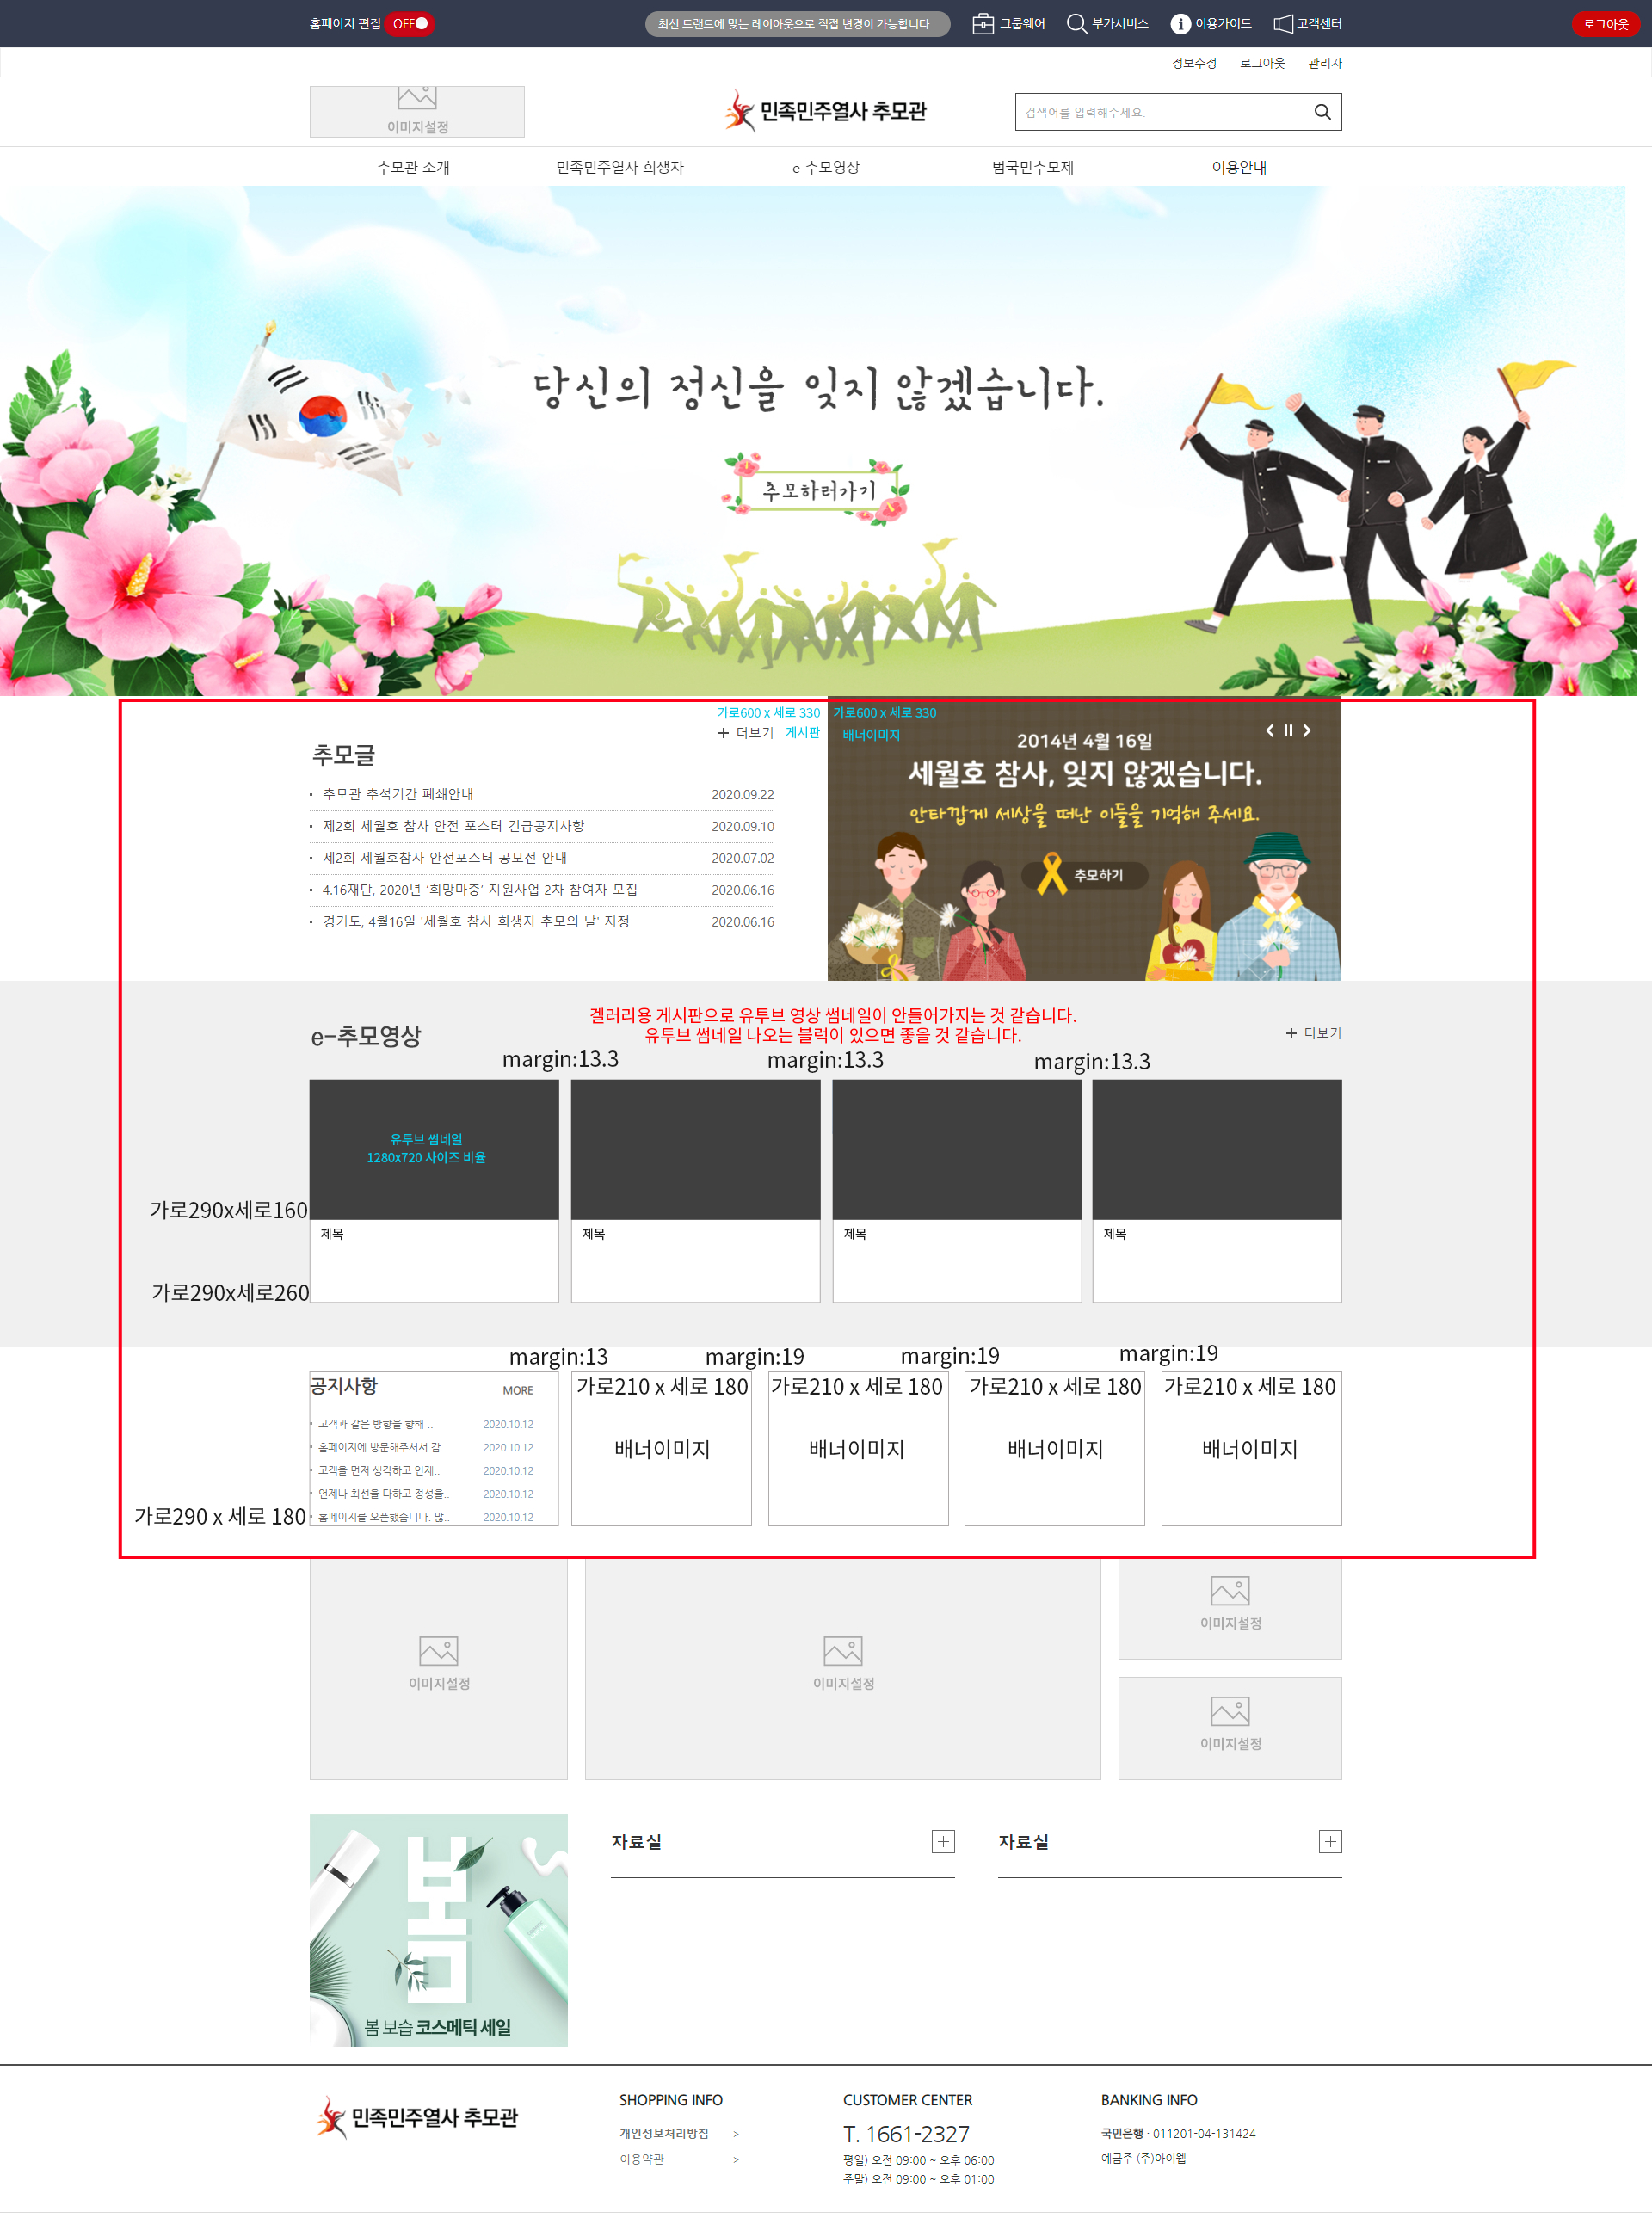 홈페이지 편집 OFF
최신 트랜드에 맞는 레이아웃으로 직접 변경이 가능합니다.
그룹웨어
부가서비스
이용가이드
고객센터
로그아웃
정보수정 로그아웃 관리자
이미지설정
민족민주열사 추모관
검색어를 입력해주세요.
추모관 소개
민족민주열사 희생자
e-추모영상
범국민추모제
이용안내
당신의 정신을 잊지 않겠습니다.
추모하러가기
가로600 x 세로 330
+ 더보기 게시판
추모글
추모관 추석기간 폐쇄안내 2020.09.22
제2회 세월호 참사 안전 포스터 긴급공지사항 2020.09.10
제2회 세월호참사 안전포스터 공모전 안내 2020.07.02
4.16재단, 2020년 '희망마중' 지원사업 2차 참여자 모집 2020.06.16
경기도, 4월16일 '세월호 참사 희생자 추모의 날' 지정 2020.06.16
가로600 x 세로 330
배너이미지
2014년 4월 16일
세월호 참사, 잊지 않겠습니다.
안타깝게 세상을 떠난 이들을 기억해 주세요.
추모하기
겔러리용 게시판으로 유투브 영상 썸네일이 안들어가지는 것 같습니다.
유투브 썸네일 나오는 블럭이 있으면 좋을 것 같습니다.
e-추모영상
+ 더보기
margin:13.3
margin:13.3
margin:13.3
유투브 썸네일
1280x720 사이즈 비율
가로290x세로160
제목
제목
제목
제목
가로290x세로260
margin:13
margin:19
margin:19
margin:19
공지사항 MORE
고객과 같은 방향을 향해 .. 2020.10.12
홈페이지에 방문해주셔서 감.. 2020.10.12
고객을 먼저 생각하고 언제.. 2020.10.12
언제나 최선을 다하고 정성을.. 2020.10.12
홈페이지를 오픈했습니다. 많.. 2020.10.12
가로290 x 세로 180
가로210 x 세로 180
배너이미지
가로210 x 세로 180
배너이미지
가로210 x 세로 180
배너이미지
가로210 x 세로 180
배너이미지
이미지설정
이미지설정
이미지설정
이미지설정
봄
봄 보습 코스메틱 세일
자료실
자료실
민족민주열사 추모관
SHOPPING INFO
개인정보처리방침 >
이용약관 >
CUSTOMER CENTER
T. 1661-2327
평일) 오전 09:00 ~ 오후 06:00
주말) 오전 09:00 ~ 오후 01:00
BANKING INFO
국민은행 · 011201-04-131424
예금주 (주)아이웹